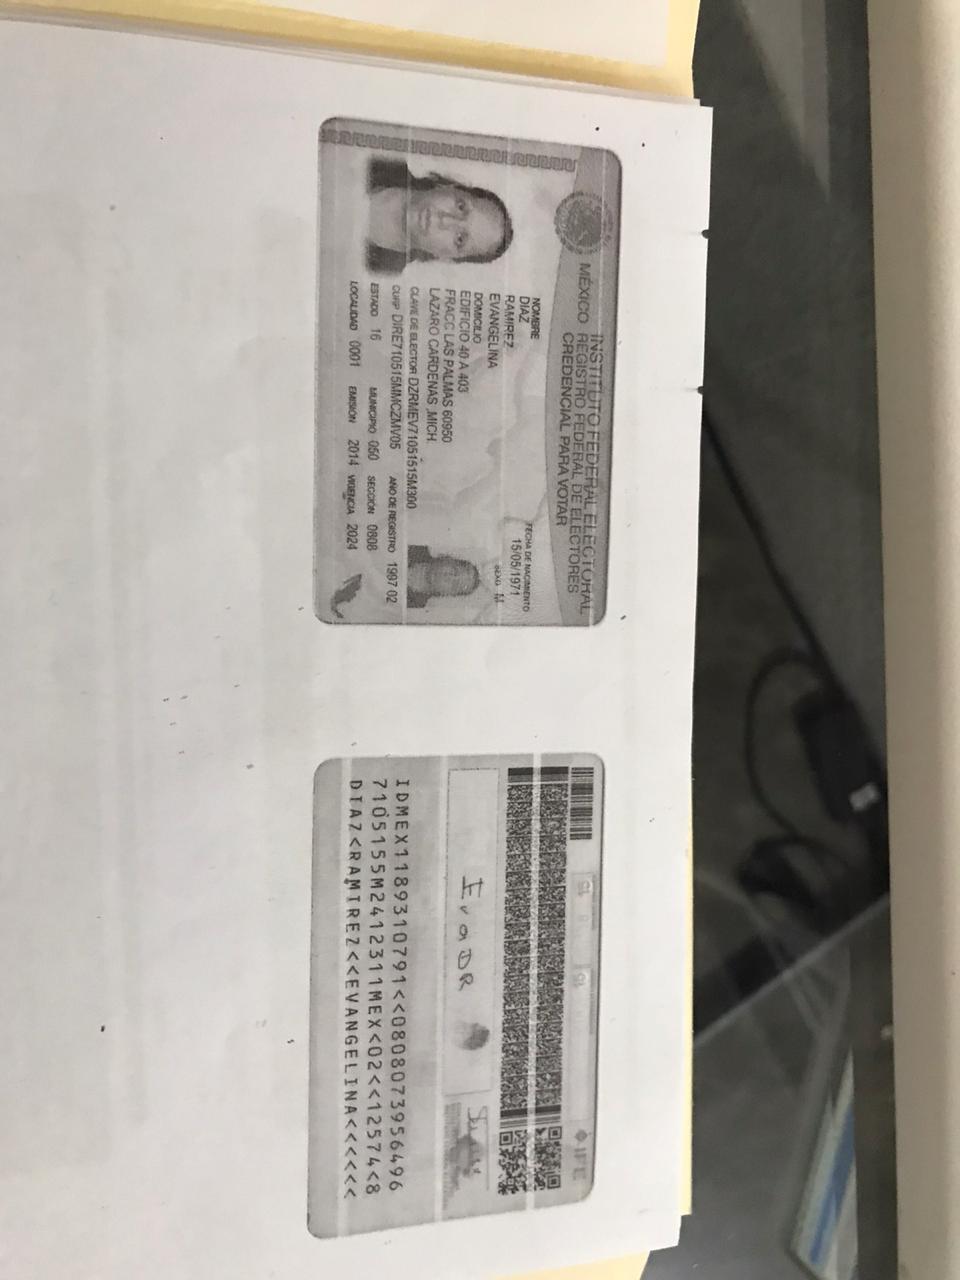 INSTITUTO FEDERAL ELECTORAL
MÉXICO REGISTRO FEDERAL DE ELECTORES
CREDENCIAL PARA VOTAR
NOMBRE
DIAZ
RAMIREZ
EVANGELINA
FECHA DE NACIMIENTO
15/05/1971
SEXO M
DOMICILIO
EDIFICIO 40 A 403
FRACC LAS PALMAS 60950
LAZARO CARDENAS ,MICH.
CLAVE DE ELECTOR DZRMEV71051515M300
CURP DIRE710515MMCZMV05 AÑO DE REGISTRO 1997 02
ESTADO 16 MUNICIPIO 050 SECCIÓN 0808
LOCALIDAD 0001 EMISIÓN 2014 VIGENCIA 2024
IFE
EvaDR
IDMEX1189310791<<0808073956496
7105155M2412311MEX<02<<12574<8
DIAZ<RAMIREZ<<EVANGELINA<<<<<<